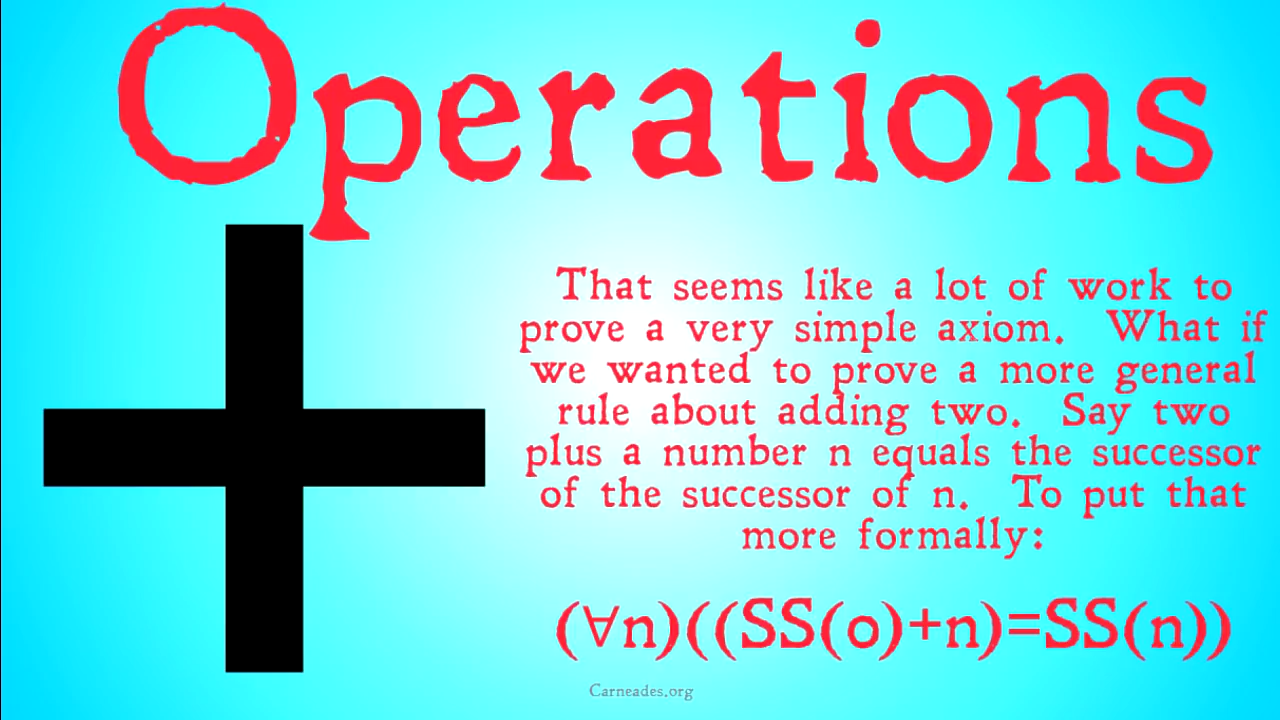 Operations
That seems like a lot of work to
prove a very simple axiom. What if
we wanted to prove a more general
rule about adding two. Say two
plus a number n equals the successor
of the successor of n. To put that
more formally:
(∀n)((SS(o)+n)=SS(n))
Carneades.org